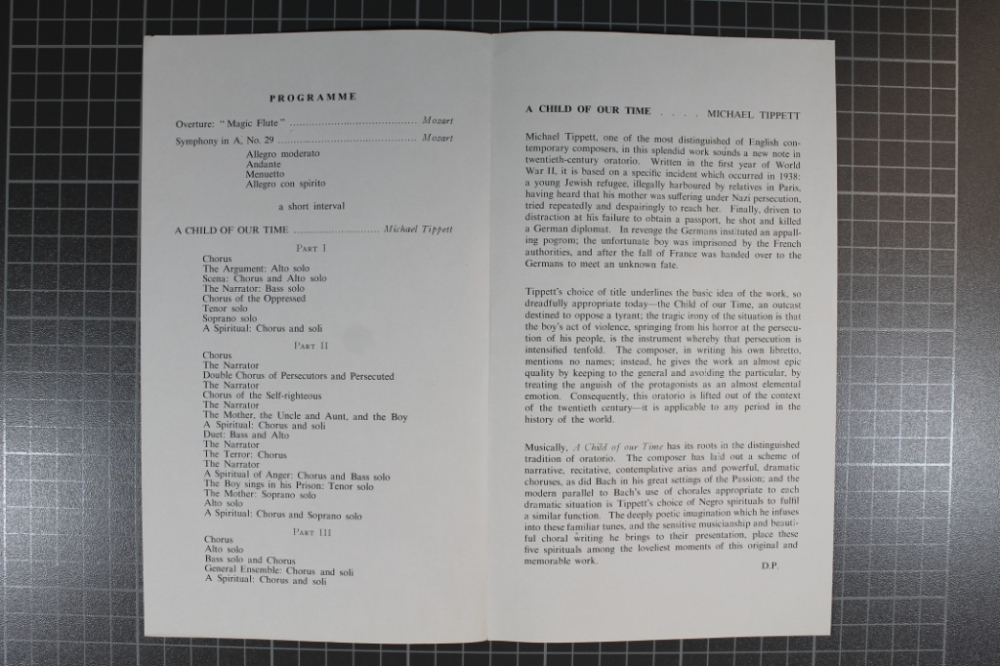 PROGRAMME
Overture: "Magic Flute" ........................................ Mozart
Symphony in A, No. 29 ........................................... Mozart
Allegro moderato
Andante
Menuetto
Allegro con spirito
a short interval
A CHILD OF OUR TIME .......................... Michael Tippett
PART I
Chorus
The Argument: Alto solo
Scena: Chorus and Alto solo
The Narrator: Bass solo
Chorus of the Oppressed
Tenor solo
Soprano solo
A Spiritual: Chorus and soli
PART II
Chorus
The Narrator
Double Chorus of Persecutors and Persecuted
The Narrator
Chorus of the Self-righteous
The Narrator
The Mother, the Uncle and Aunt, and the Boy
A Spiritual: Chorus and soli
Duet: Bass and Alto
The Narrator
The Terror: Chorus
The Narrator
A Spiritual of Anger: Chorus and Bass solo
The Boy sings in his Prison: Tenor solo
The Mother: Soprano solo
Alto solo
A Spiritual: Chorus and Soprano solo
PART III
Chorus
Alto solo
Bass solo and Chorus
General Ensemble: Chorus and soli
A Spiritual: Chorus and soli
A CHILD OF OUR TIME . . . . MICHAEL TIPPETT
Michael Tippett, one of the most distinguished of English con-
temporary composers, in this splendid work sounds a new note in
twentieth-century oratorio. Written in the first year of World
War II, it is based on a specific incident which occurred in 1938:
a young Jewish refugee, illegally harboured by relatives in Paris,
having heard that his mother was suffering under Nazi persecution,
tried repeatedly and despairingly to reach her. Finally, driven to
distraction at his failure to obtain a passport, he shot and killed
a German diplomat. In revenge the Germans instituted an appall-
ing pogrom; the unfortunate boy was imprisoned by the French
authorities, and after the fall of France was handed over to the
Germans to meet an unknown fate.
Tippett's choice of title underlines the basic idea of the work, so
dreadfully appropriate today—the Child of our Time, an outcast
destined to oppose a tyrant; the tragic irony of the situation is that
the boy's act of violence, springing from his horror at the persecu-
tion of his people, is the instrument whereby that persecution is
intensified tenfold. The composer, in writing his own libretto,
mentions no names; instead, he gives the work an almost epic
quality by keeping to the general and avoiding the particular, by
treating the anguish of the protagonists as an almost elemental
emotion. Consequently, this oratorio is lifted out of the context
of the twentieth century—it is applicable to any period in the
history of the world.
Musically, A Child of our Time has its roots in the distinguished
tradition of oratorio. The composer has laid out a scheme of
narrative, recitative, contemplative arias and powerful, dramatic
choruses, as did Bach in his great settings of the Passion; and the
modern parallel to Bach's use of chorales appropriate to each
dramatic situation is Tippett's choice of Negro spirituals to fulfil
a similar function. The deeply poetic imagination which he infuses
into these familiar tunes, and the sensitive musicianship and beauti-
ful choral writing he brings to their presentation, place these
five spirituals among the loveliest moments of this original and
memorable work.
D.P.